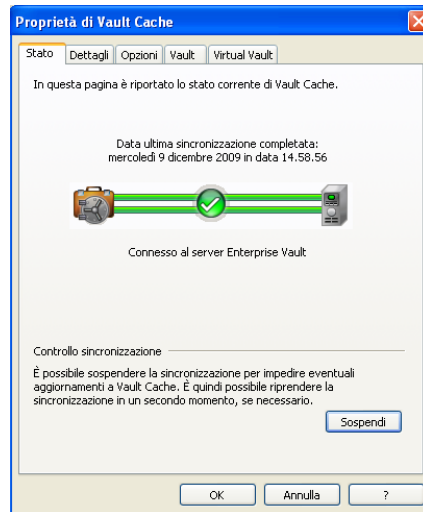 Proprietà di Vault Cache
Stato Dettagli Opzioni Vault Virtual Vault
In questa pagina è riportato lo stato corrente di Vault Cache.
Data ultima sincronizzazione completata:
mercoledì 9 dicembre 2009 in data 14.58.56
Connesso al server Enterprise Vault
Controllo sincronizzazione
È possibile sospendere la sincronizzazione per impedire eventuali
aggiornamenti a Vault Cache. È quindi possibile riprendere la
sincronizzazione in un secondo momento, se necessario.
Sospendi
OK Annulla ?